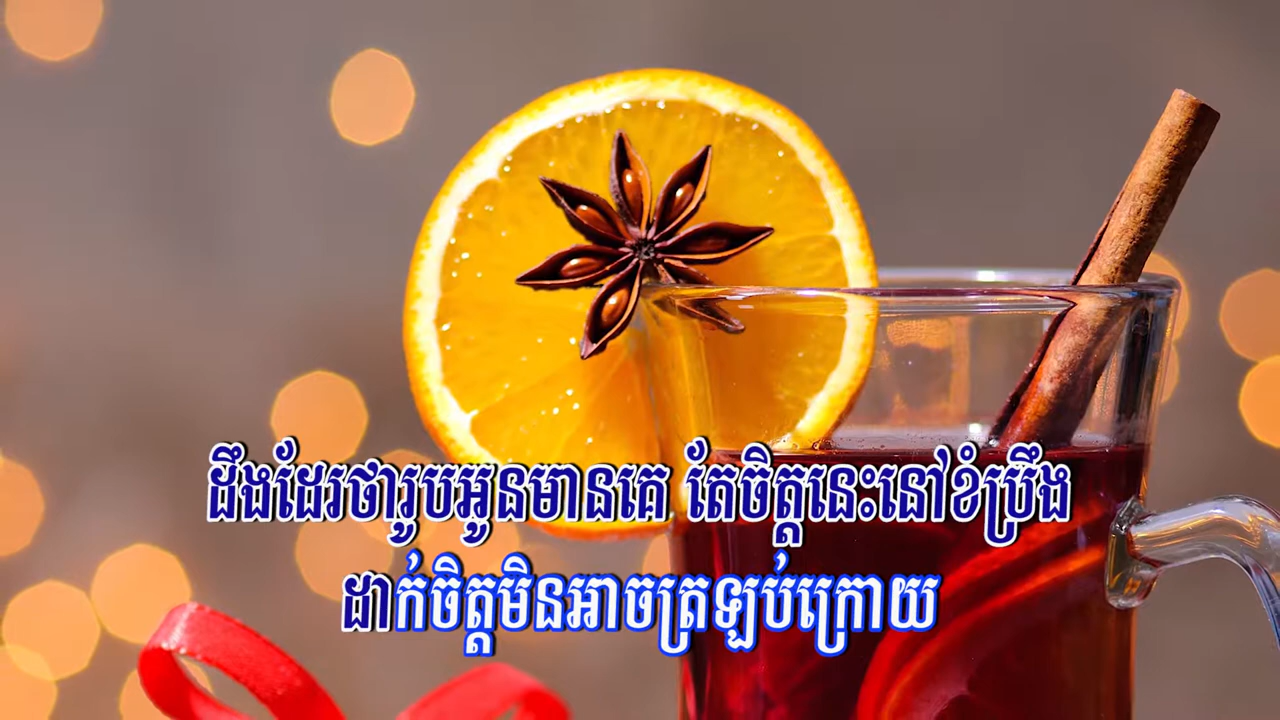 ដឹងដែរថារូបអូនមានគេ តែចិត្តនេះនៅខំប្រឹង
ដាក់ចិត្តមិនអាចត្រឡប់ក្រោយ